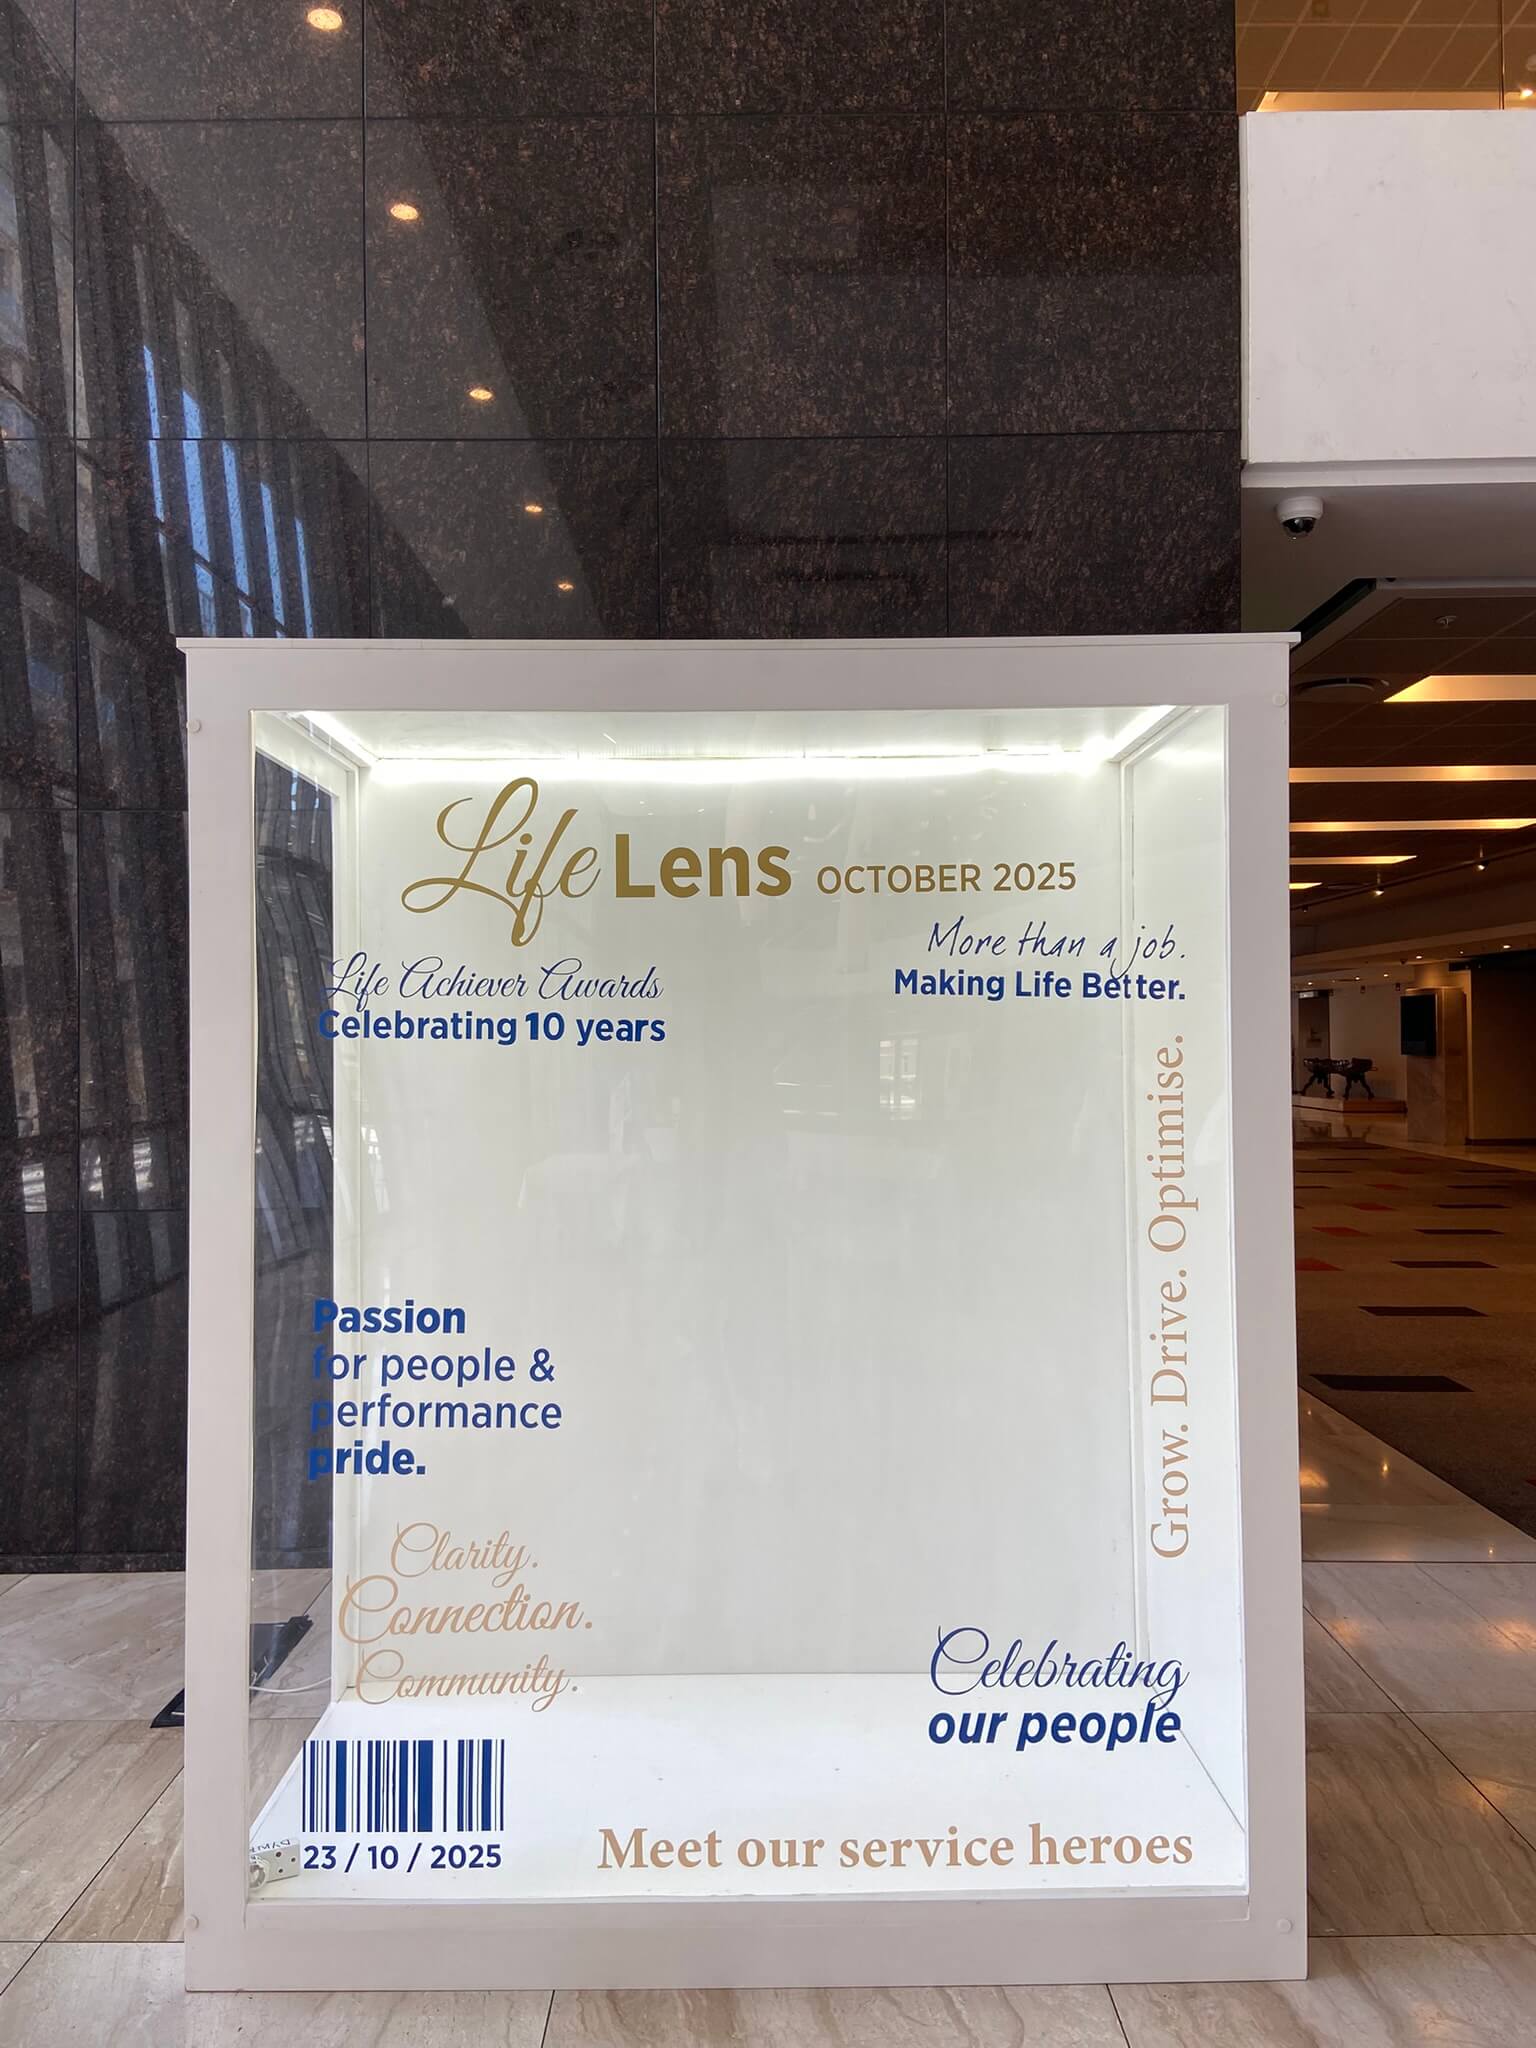 Life Lens OCTOBER 2025
More than a job.
Making Life Better.
Life Achiever Awards
Celebrating 10 years
Grow. Drive. Optimise.
Passion
for people &
performance
pride.
Clarity.
Connection.
Community.
Celebrating
our people
23 / 10 / 2025
Meet our service heroes